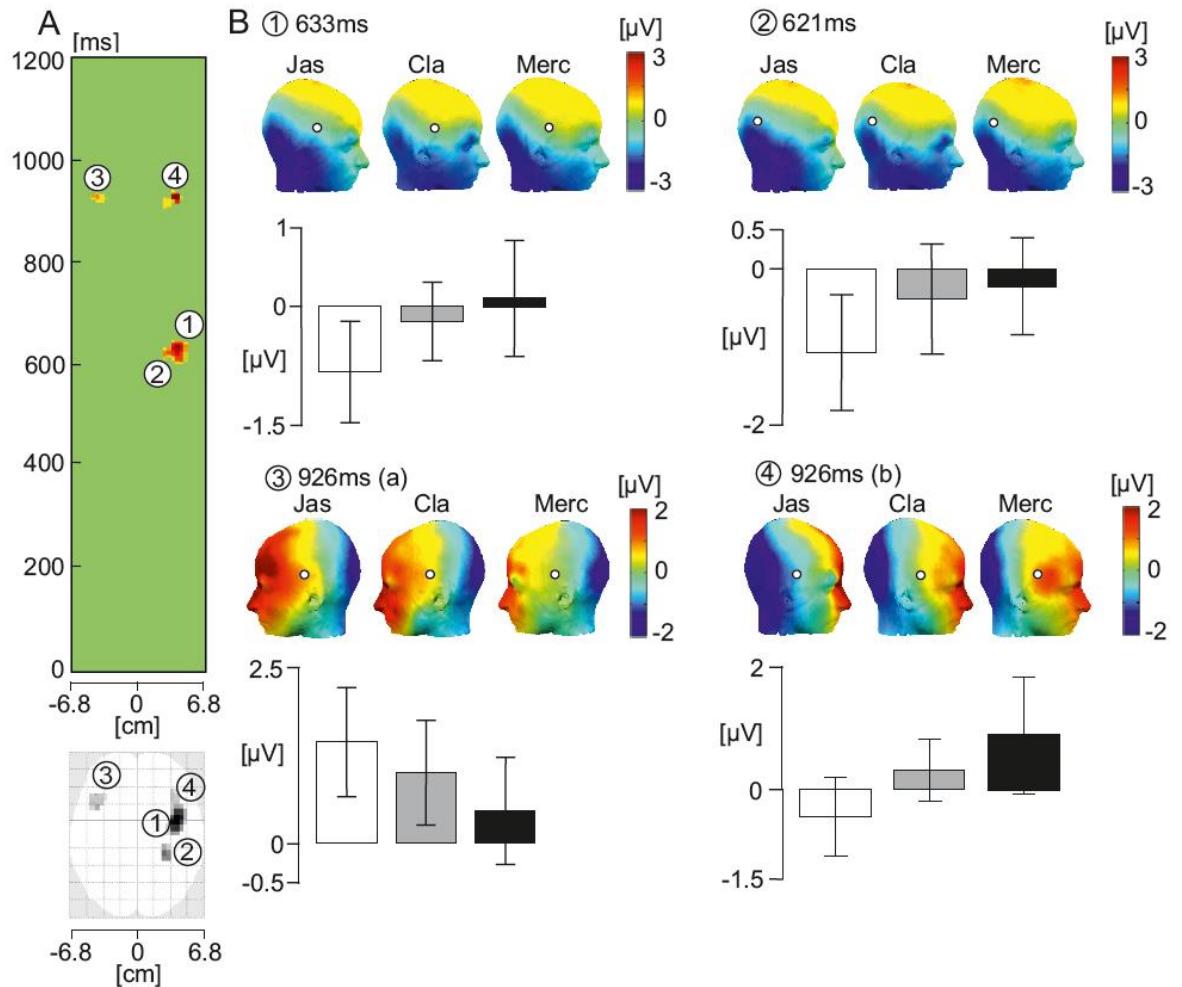 A
[ms]
1200
1000
800
600
400
200
0
③
④
①
②
-6.8 0 6.8
[cm]
③
④
①
②
-6.8 0 6.8
[cm]
B
① 633ms
[µV]
Jas Cla Merc
3
0
-3
1
0
[µV]
-1.5
② 621ms
[µV]
Jas Cla Merc
3
0
-3
0.5
0
[µV]
-2
③ 926ms (a)
[µV]
Jas Cla Merc
2
0
-2
2.5
[µV]
0
-0.5
④ 926ms (b)
[µV]
Jas Cla Merc
2
0
-2
2
[µV]
0
-1.5